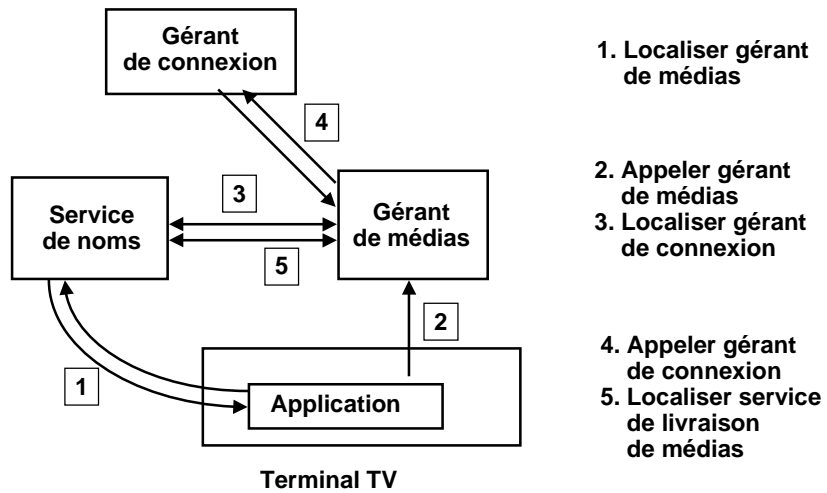 Gérant
de connexion
4
Service
de noms
3
5
Gérant
de médias
2
1
Application
Terminal TV
1. Localiser gérant
de médias
2. Appeler gérant
de médias
3. Localiser gérant
de connexion
4. Appeler gérant
de connexion
5. Localiser service
de livraison
de médias